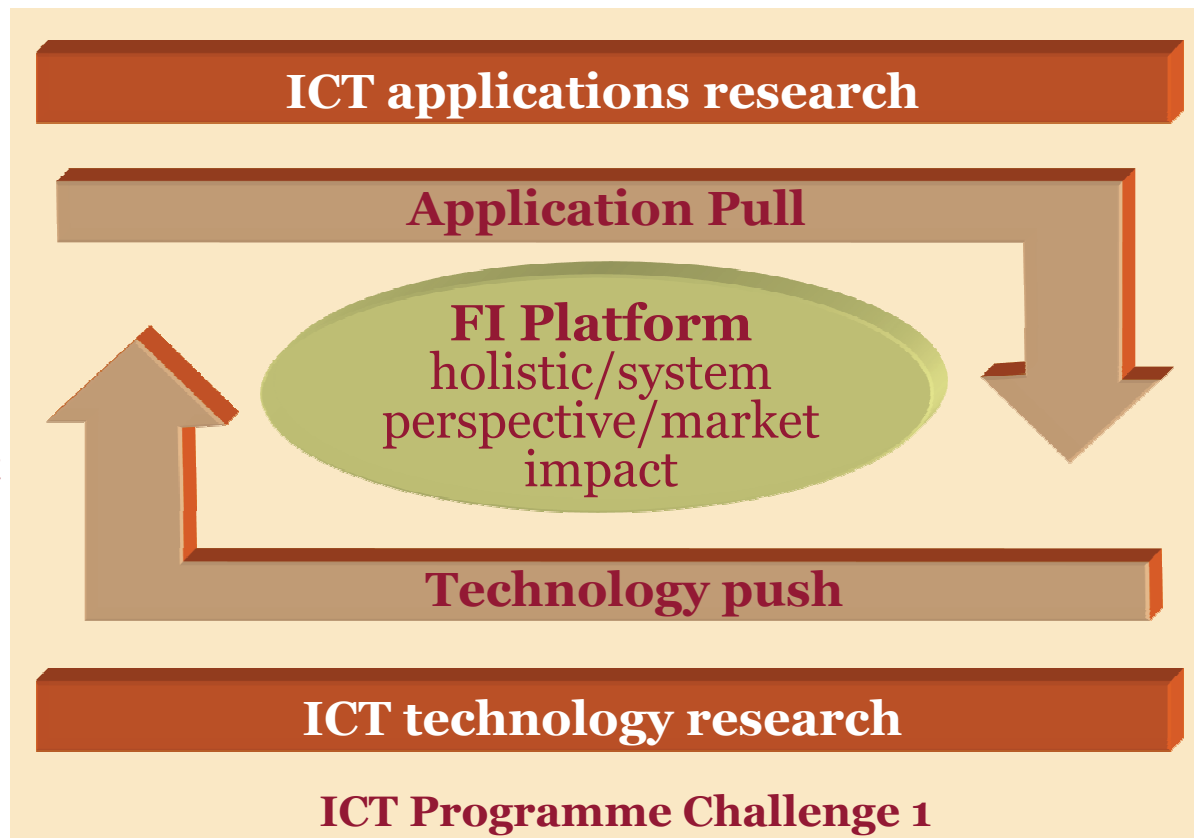 ICT applications research
Application Pull
FI Platform
holistic/system
perspective/market
impact
Technology push
ICT technology research
ICT Programme Challenge 1